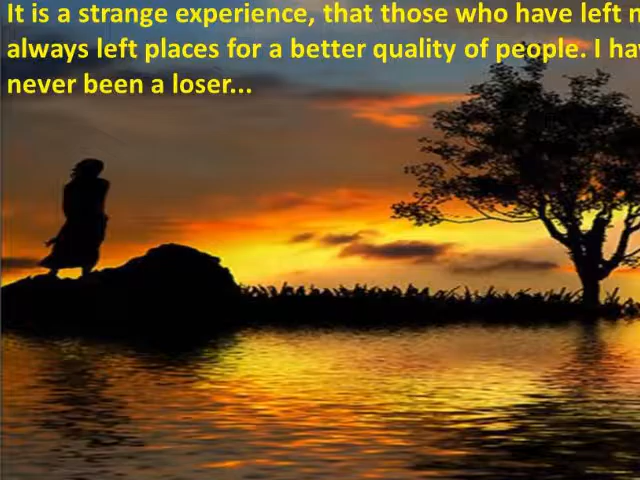 It is a strange experience, that those who have left
always left places for a better quality of people. I
never been a loser...